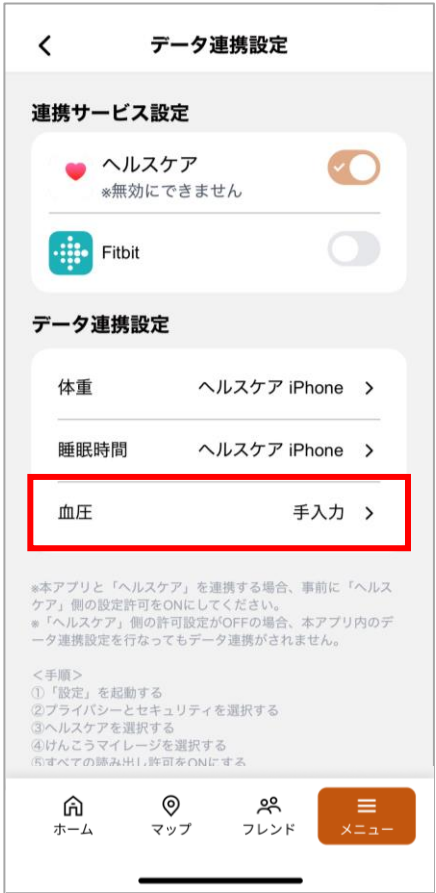 データ連携設定
連携サービス設定
ヘルスケア
※無効にできません
Fitbit
データ連携設定
体重 ヘルスケア iPhone
睡眠時間 ヘルスケア iPhone
血圧 手入力
※本アプリと「ヘルスケア」を連携する場合、事前に「ヘルス
ケア」側の設定許可をONにしてください。
※「ヘルスケア」側の許可設定がOFFの場合、本アプリ内のデ
ータ連携設定を行なってもデータ連携がされません。
＜手順＞
①「設定」を起動する
②プライバシーとセキュリティを選択する
③ヘルスケアを選択する
④けんこうマイレージを選択する
⑤すべての読み出し許可をONにする
ホーム マップ フレンド メニュー